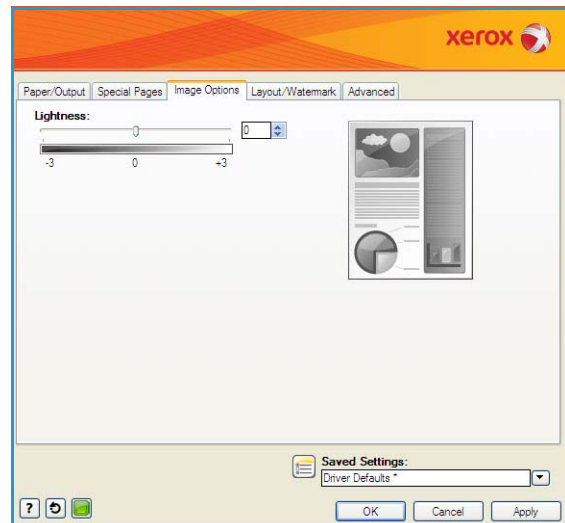 xerox
Paper/Output Special Pages Image Options Layout/Watermark Advanced
Lightness:
0
-3 0 +3
Saved Settings:
Driver Defaults *
? OK Cancel Apply